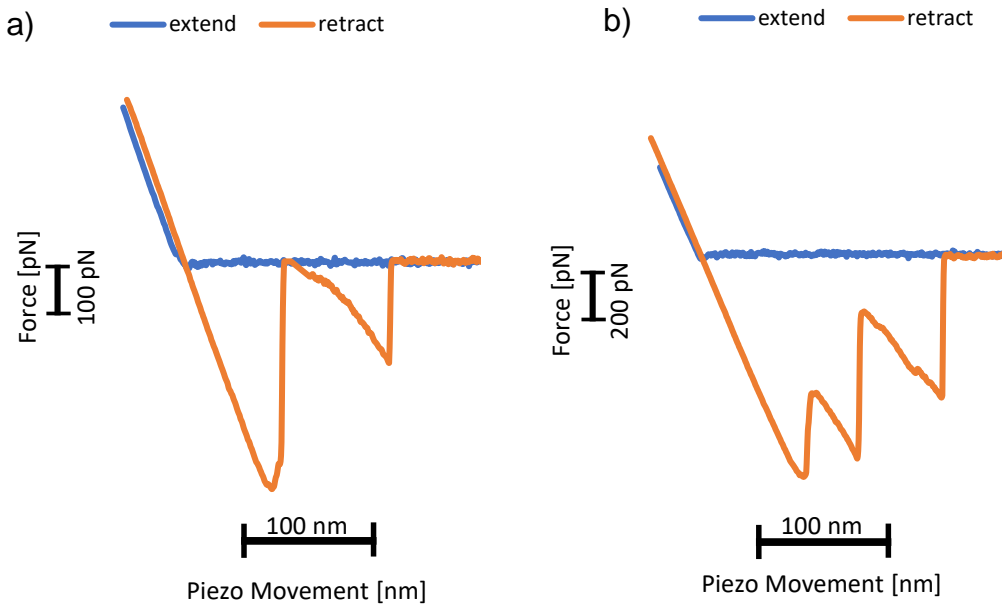 a)
extend
retract
Force [pN]
100 pN
100 nm
Piezo Movement [nm]
b)
extend
retract
Force [pN]
200 pN
100 nm
Piezo Movement [nm]